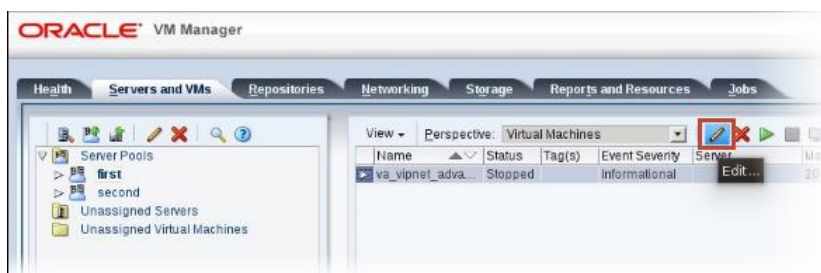 ORACLE VM Manager
Health Servers and VMs Repositories Networking Storage Reports and Resources Jobs
View Perspective: Virtual Machines
Server Pools
first
second
Unassigned Servers
Unassigned Virtual Machines
Name Status Tag(s) Event Severity Server
va_vipnet_adva... Stopped Informational
Edit...